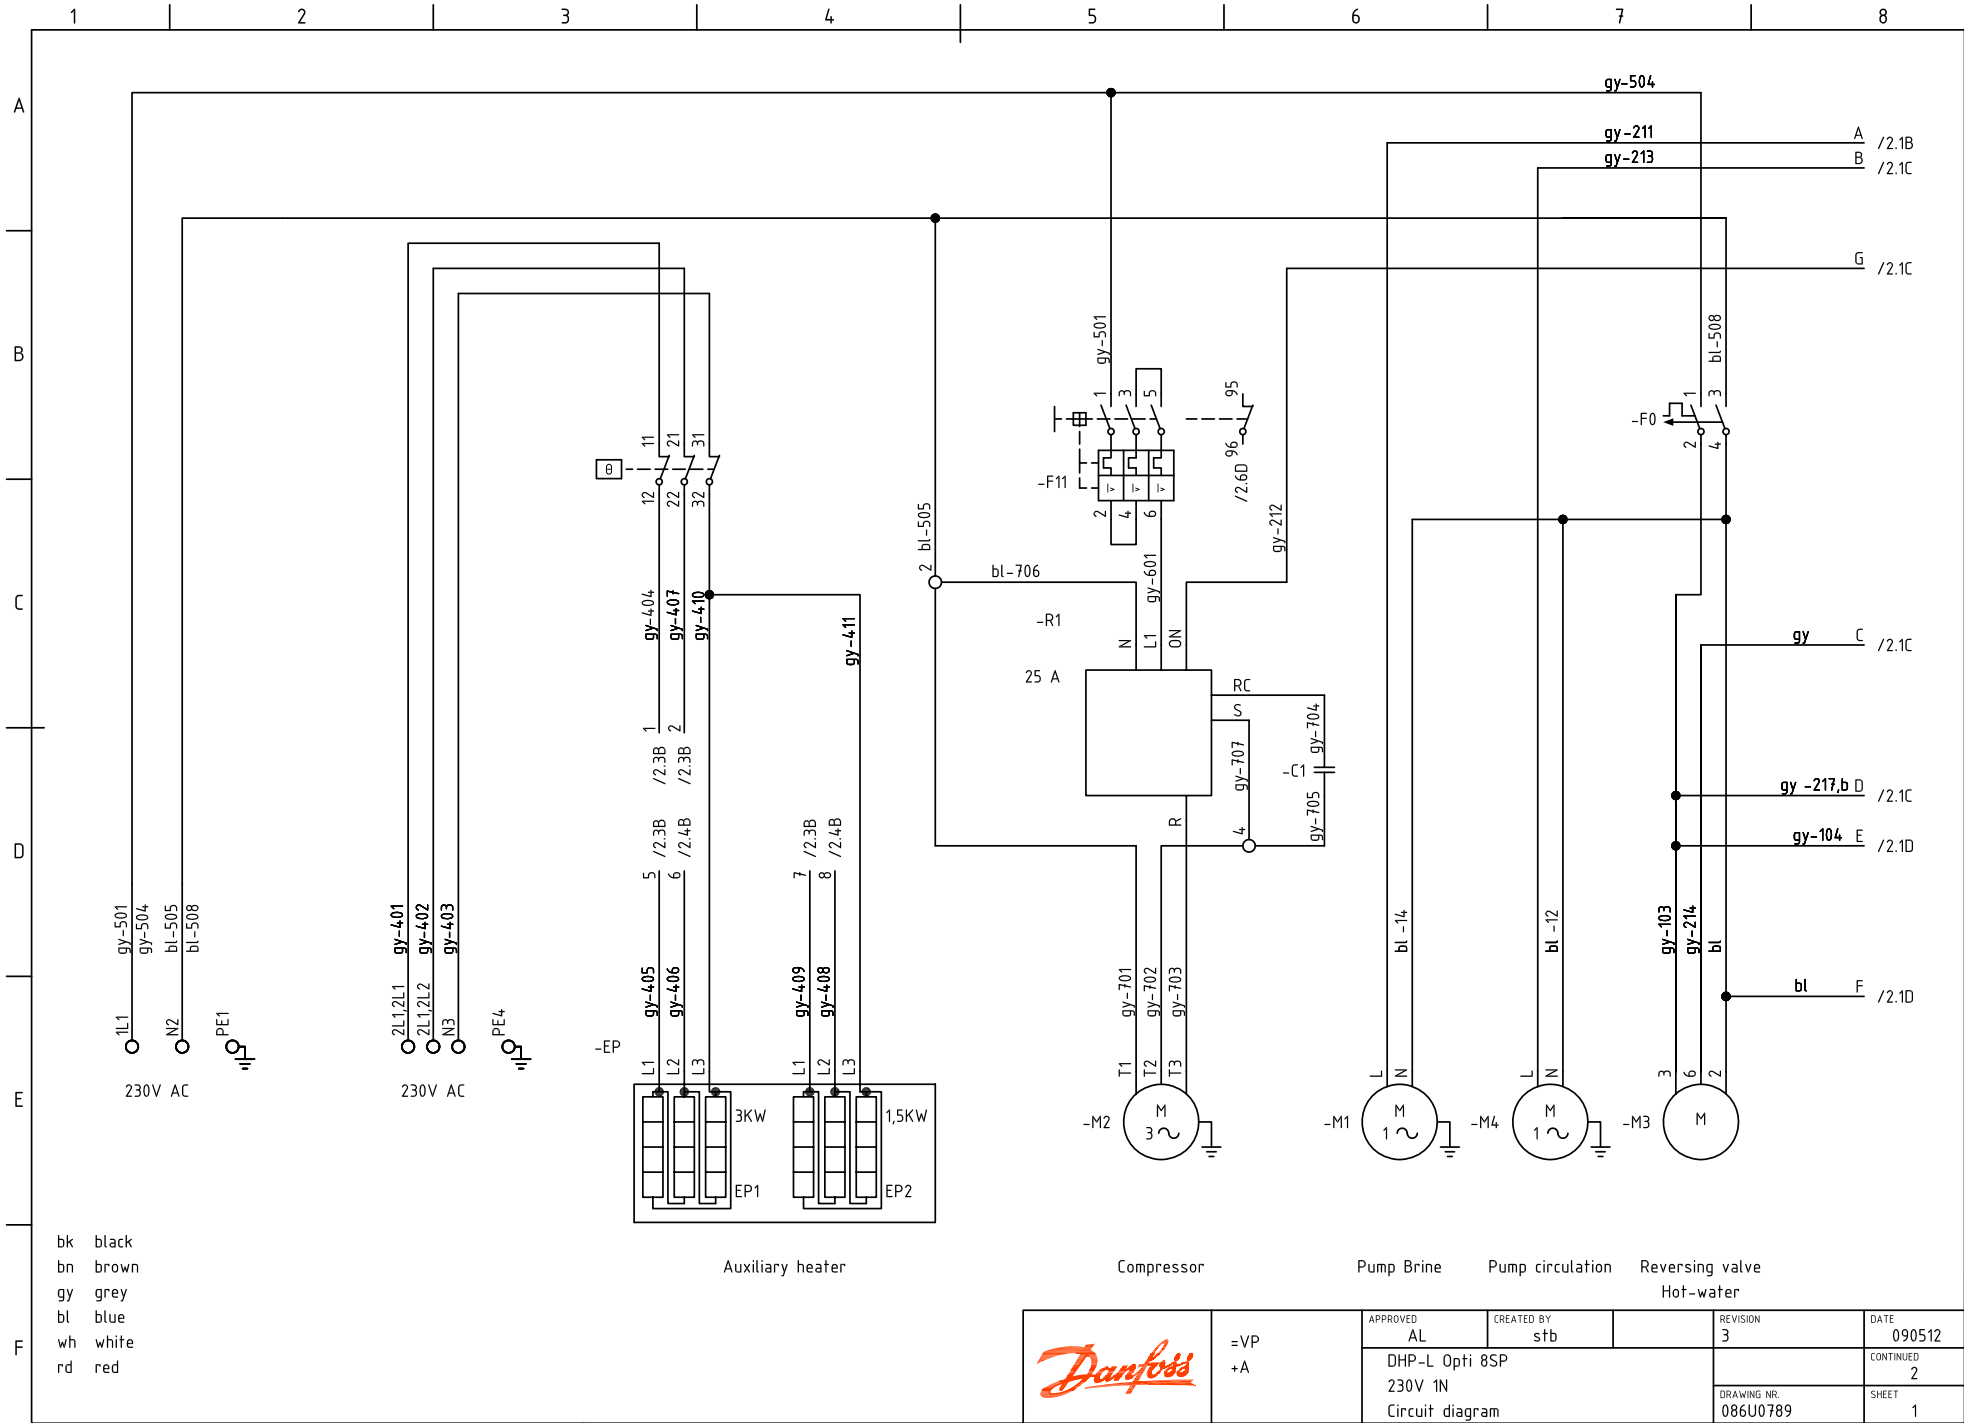 1 2 3 4 5 6 7 8
A
gy-504
gy-211 A /2.1B
gy-213 B /2.1C
G /2.1C
B
gy-501
bl-508
1 3 5
95
1 3
-F0
2 4
11 21 31
θ
12 22 32
96
/2.6D
-F11
I> I> I>
2 4 6
bl-505
2
gy-212
bl-706
gy-601
C
gy-404
gy-407
gy-410
gy-411
-R1
N L1 ON
gy C /2.1C
25 A
RC
S
gy-704
gy-707
-C1
gy-705
1 2
/2.3B /2.3B
gy -217,b D /2.1C
R
4
D
/2.3B /2.4B
/2.3B /2.4B
gy-104 E /2.1D
5 6
7 8
gy-501
gy-504
bl-505
bl-508
gy-401
gy-402
gy-403
bl -14
bl -12
gy-103
gy-214
bl
gy-405
gy-406
gy-409
gy-408
gy-701
gy-702
gy-703
bl F /2.1D
1L1 N2 PE1
2L1,2L1 2L1,2L2 N3 PE4
-EP
L1 L2 L3
L1 L2 L3
T1 T2 T3
L N
L N
3 6 2
E
230V AC
230V AC
3KW
1,5KW
-M2 M 3
-M1 M 1
-M4 M 1
-M3 M
EP1
EP2
bk black
bn brown
gy grey
bl blue
wh white
rd red
Auxiliary heater
Compressor
Pump Brine
Pump circulation
Reversing valve
Hot-water
F
Danfoss
=VP
+A
APPROVED
AL
CREATED BY
stb
REVISION
3
DATE
090512
DHP-L Opti 8SP
230V 1N
Circuit diagram
CONTINUED
2
DRAWING NR.
086U0789
SHEET
1